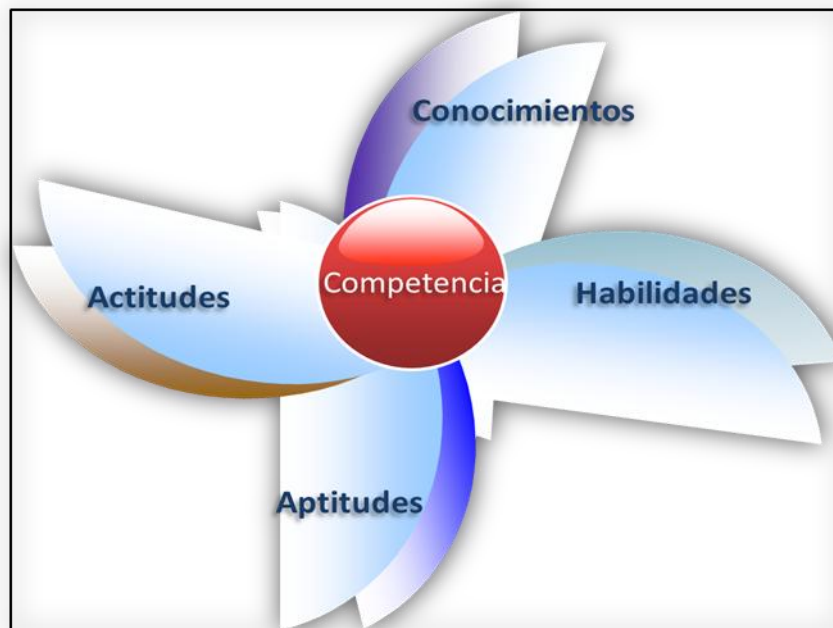 Conocimientos
Competencia
Actitudes
Habilidades
Aptitudes